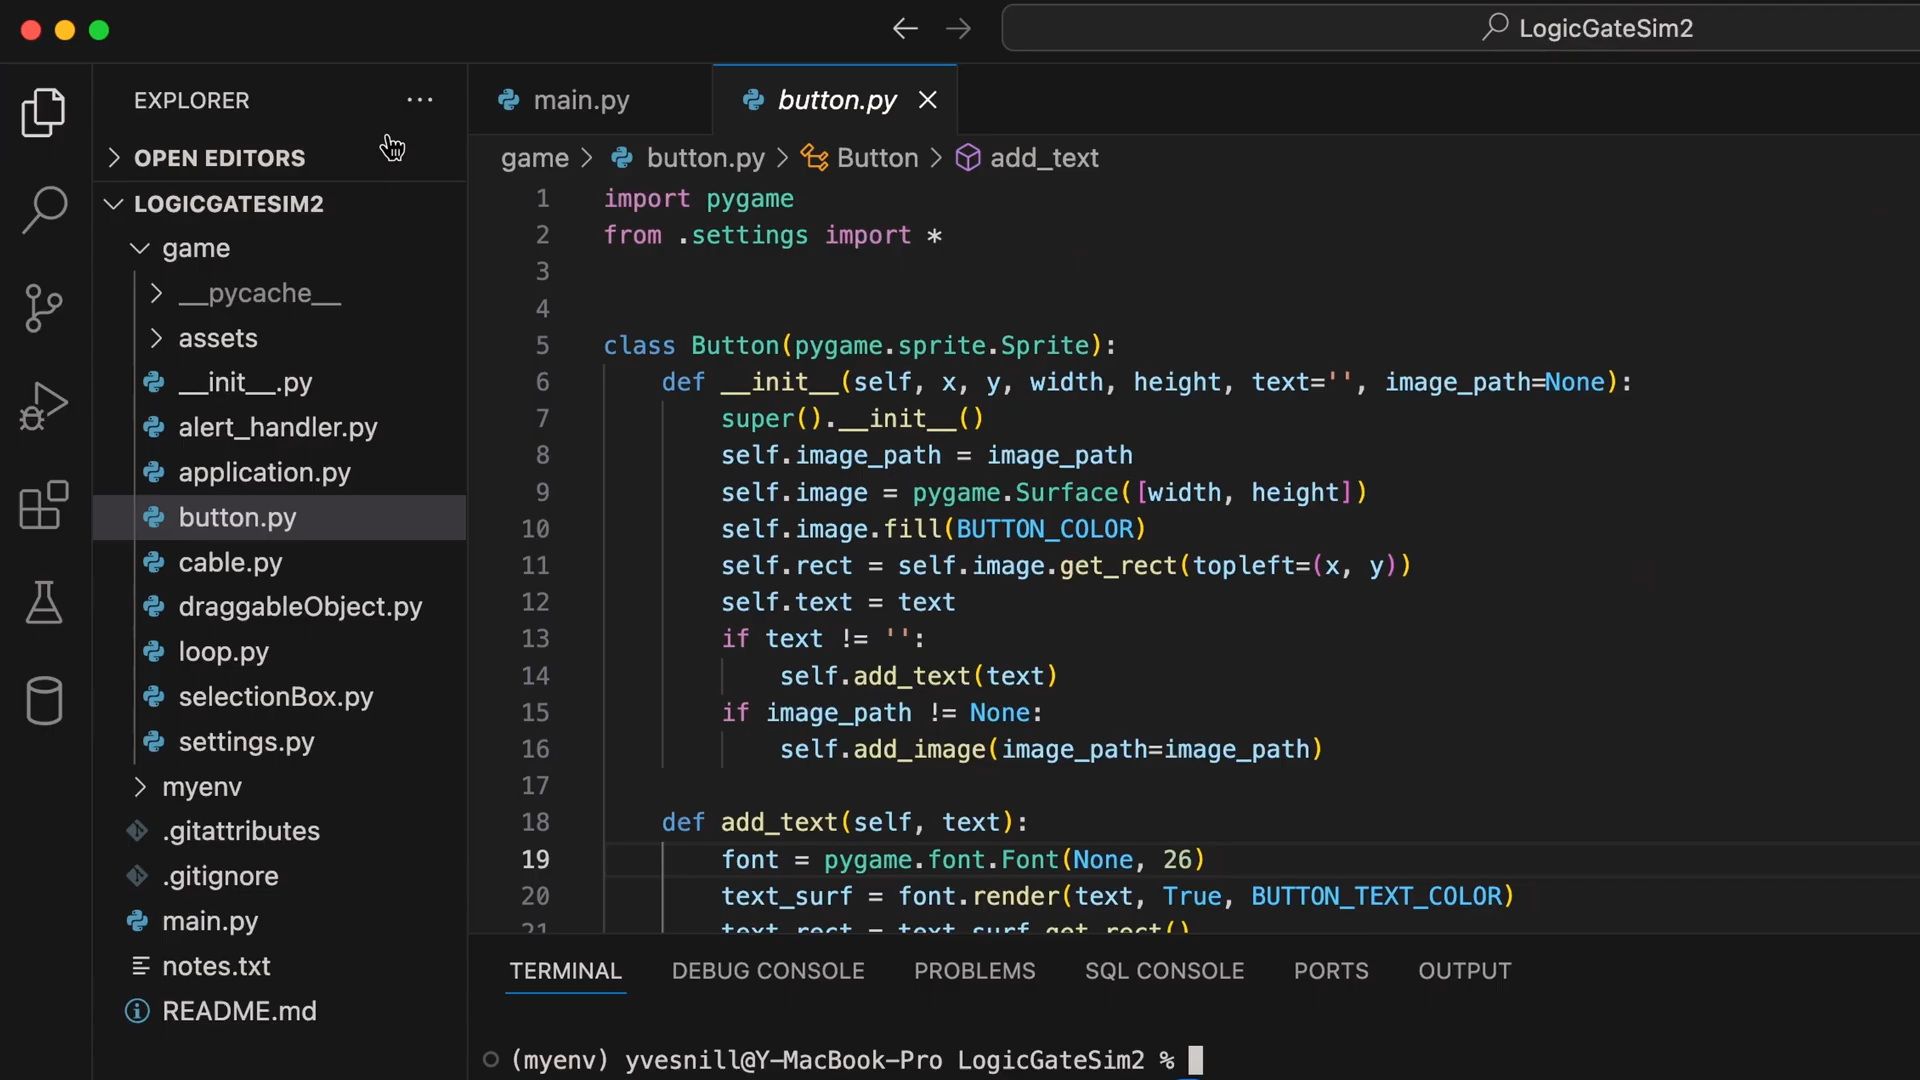 LogicGateSim2
EXPLORER
OPEN EDITORS
LOGICGATESIM2
game
__pycache__
assets
__init__.py
alert_handler.py
application.py
button.py
cable.py
draggableObject.py
loop.py
selectionBox.py
settings.py
myenv
.gitattributes
.gitignore
main.py
notes.txt
README.md
main.py
button.py
game > button.py > Button > add_text
1 import pygame
2 from .settings import *
3
4
5 class Button(pygame.sprite.Sprite):
6 def __init__(self, x, y, width, height, text='', image_path=None):
7 super().__init__()
8 self.image_path = image_path
9 self.image = pygame.Surface([width, height])
10 self.image.fill(BUTTON_COLOR)
11 self.rect = self.image.get_rect(topleft=(x, y))
12 self.text = text
13 if text != '':
14 self.add_text(text)
15 if image_path != None:
16 self.add_image(image_path=image_path)
17
18 def add_text(self, text):
19 font = pygame.font.Font(None, 26)
20 text_surf = font.render(text, True, BUTTON_TEXT_COLOR)
21 text_rect = text_surf.get_rect()
TERMINAL DEBUG CONSOLE PROBLEMS SQL CONSOLE PORTS OUTPUT
(myenv) yvesnill@Y-MacBook-Pro LogicGateSim2 %